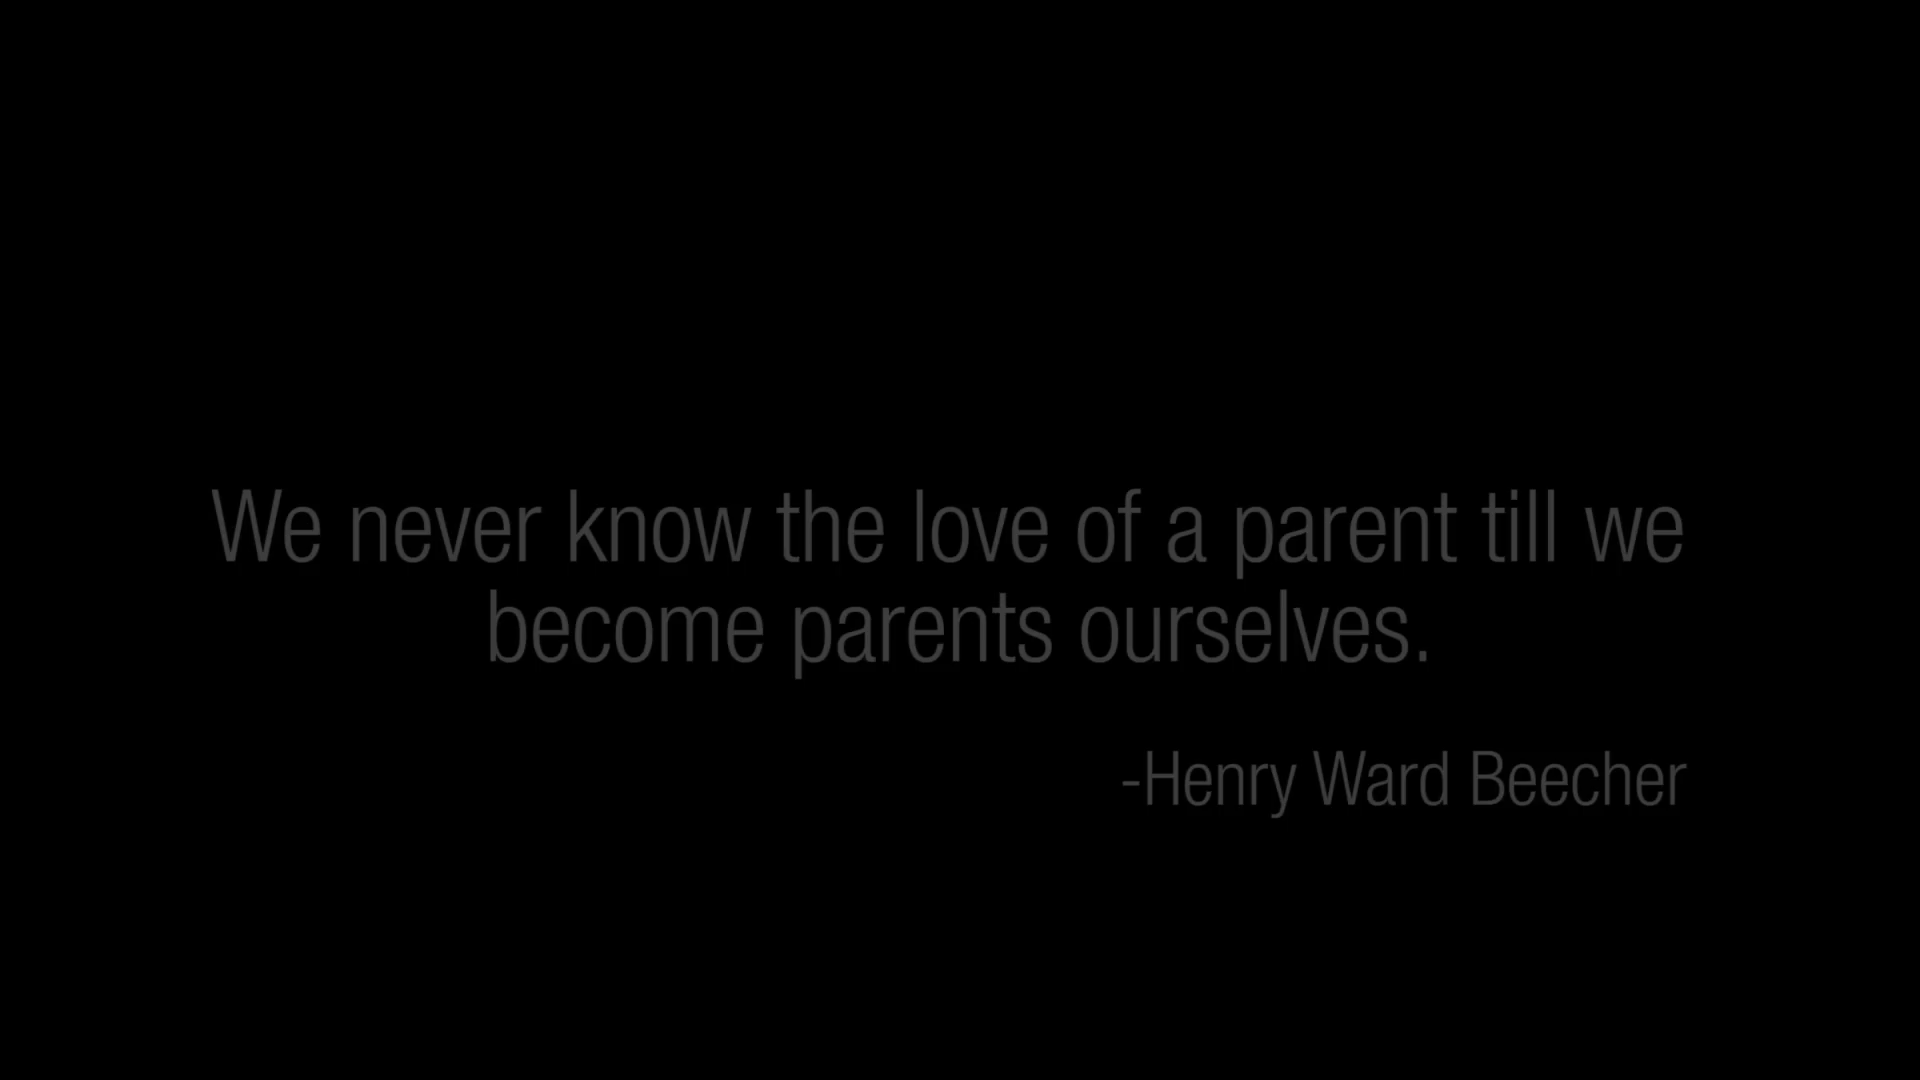 We never know the love of a parent till we
become parents ourselves.
-Henry Ward Beecher